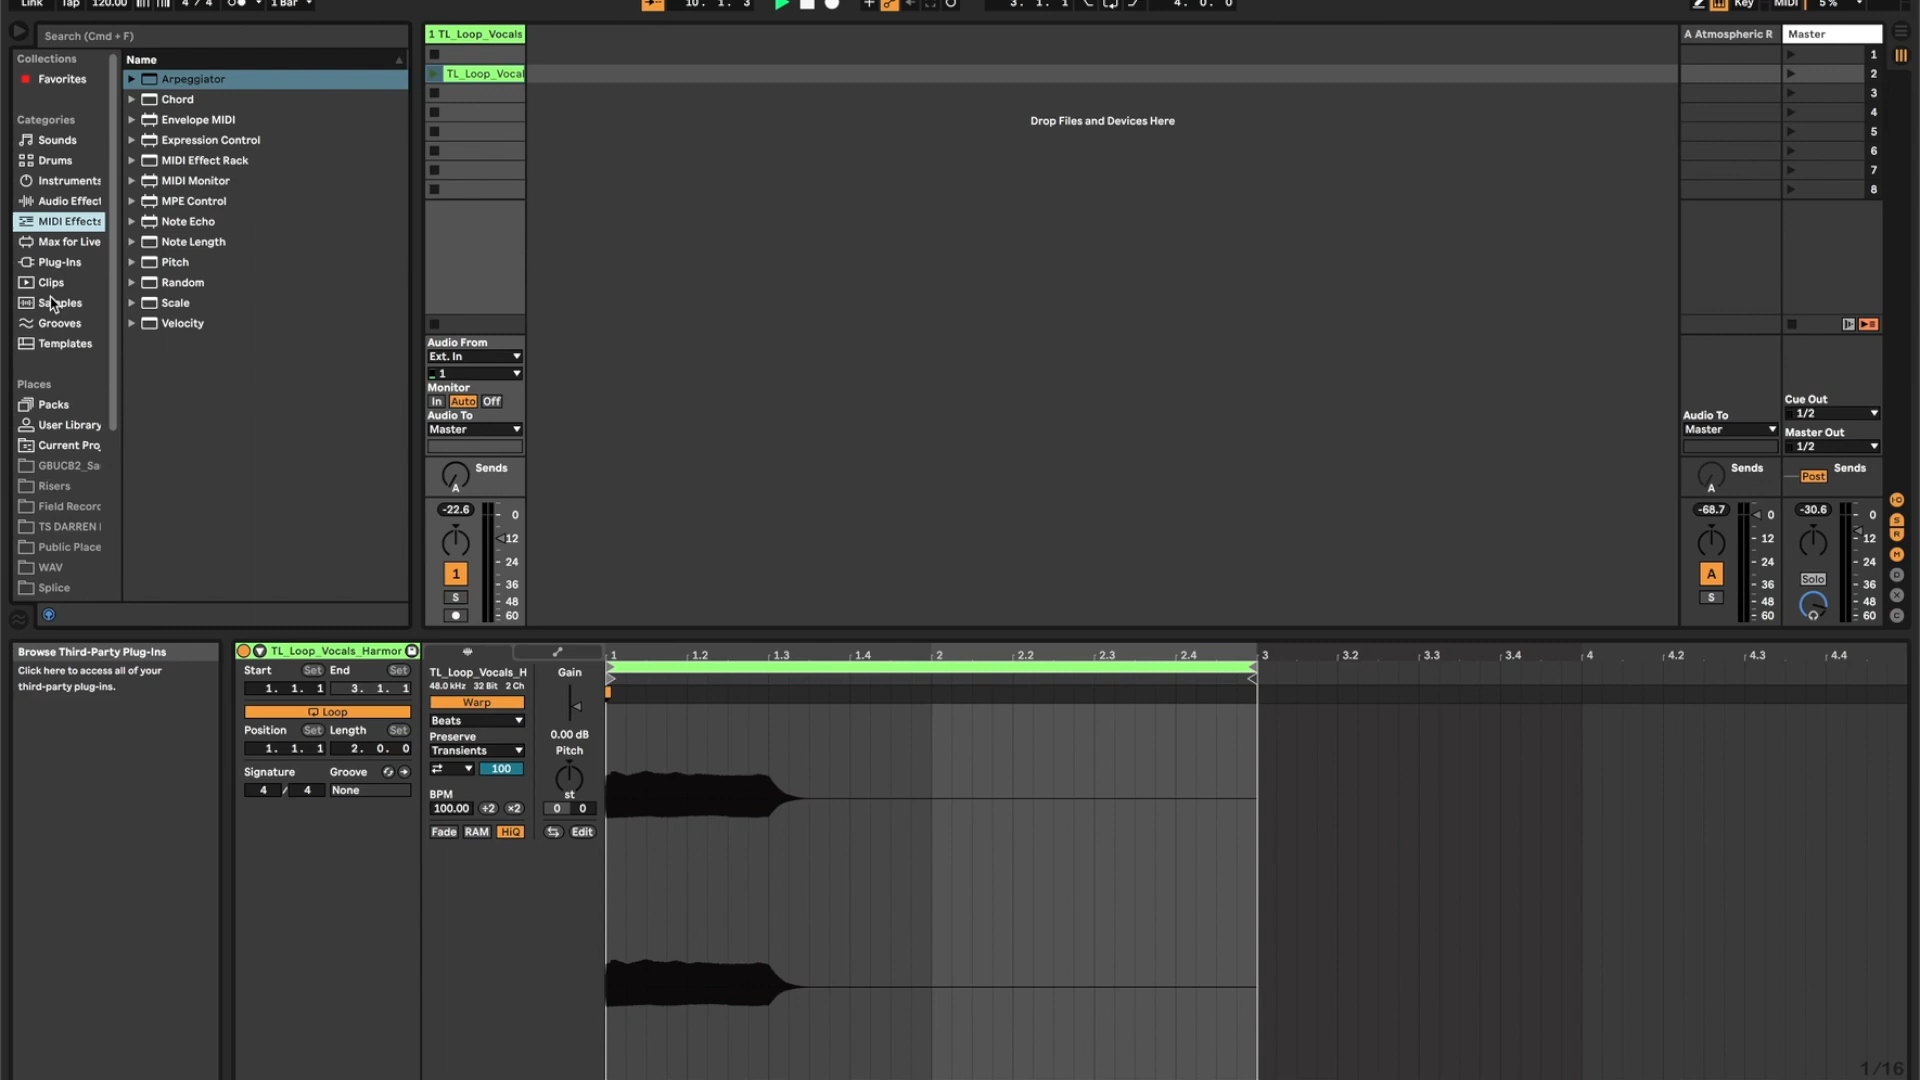 Link Tap 120.00 4 / 4 1 Bar 10. 1. 3 3. 1. 1 4. 0. 0 Key MIDI 5 %
Search (Cmd + F)
Collections
Favorites
Categories
Sounds
Drums
Instruments
Audio Effect
MIDI Effects
Max for Live
Plug-Ins
Clips
Samples
Grooves
Templates
Places
Packs
User Library
Current Pro
GBUCB2_Sa
Risers
Field Recorc
TS DARREN
Public Place
WAV
Splice
Name
Arpeggiator
Chord
Envelope MIDI
Expression Control
MIDI Effect Rack
MIDI Monitor
MPE Control
Note Echo
Note Length
Pitch
Random
Scale
Velocity
1 TL_Loop_Vocals
TL_Loop_Vocal
Audio From
Ext. In
1
Monitor
In Auto Off
Audio To
Master
Sends
A
-22.6
0
12
24
36
48
60
1
S
Drop Files and Devices Here
A Atmospheric R
Audio To
Master
Sends
A
-68.7
0
12
24
36
48
60
A
S
Master
1
2
3
4
5
6
7
8
Cue Out
1/2
Master Out
1/2
Sends
Post
-30.6
0
12
24
36
48
60
Solo
I·O
S
R
M
D
X
C
Browse Third-Party Plug-Ins
Click here to access all of your
third-party plug-ins.
TL_Loop_Vocals_Harmor
Start Set End Set
1. 1. 1 3. 1. 1
Loop
Position Set Length Set
1. 1. 1 2. 0. 0
Signature Groove
4 / 4 None
TL_Loop_Vocals_H
48.0 kHz 32 Bit 2 Ch
Warp
Beats
Preserve
Transients
100
BPM
100.00 ÷2 ×2
Fade RAM HiQ
Gain
0.00 dB
Pitch
st
0 0
Edit
1 1.2 1.3 1.4 2 2.2 2.3 2.4 3 3.2 3.3 3.4 4 4.2 4.3 4.4
1/16